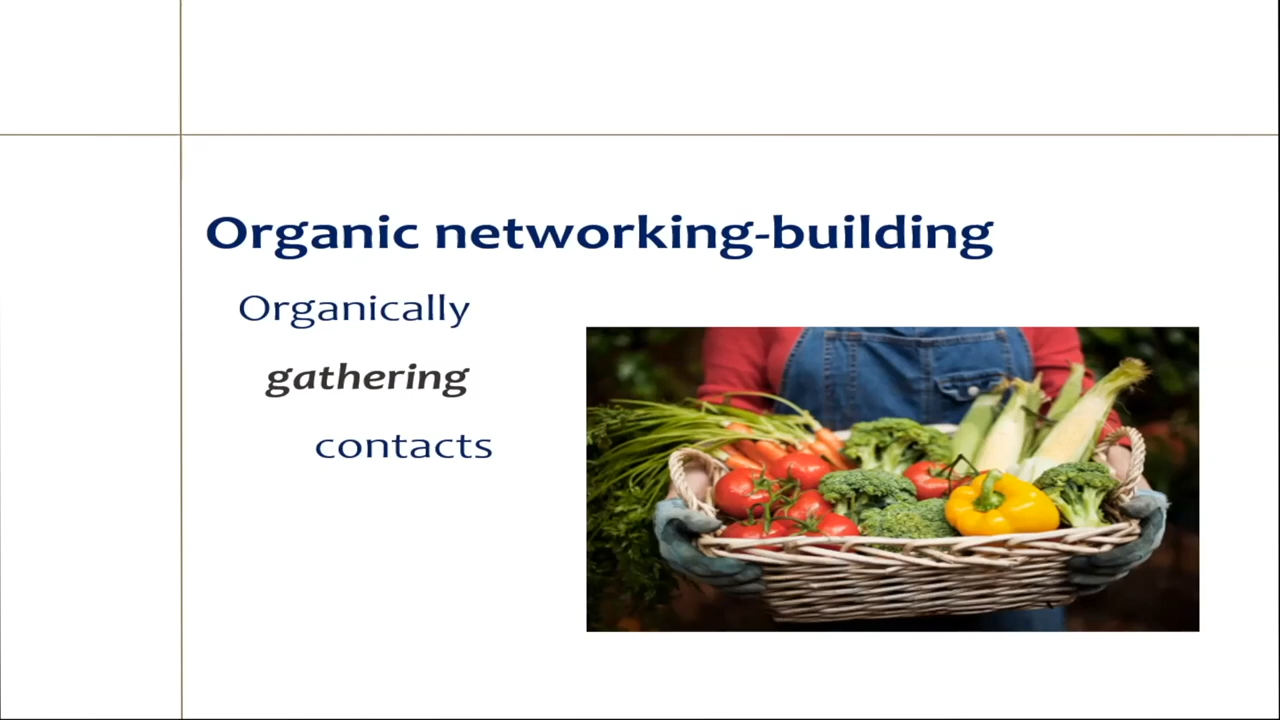 Organic networking-building
Organically
gathering
contacts